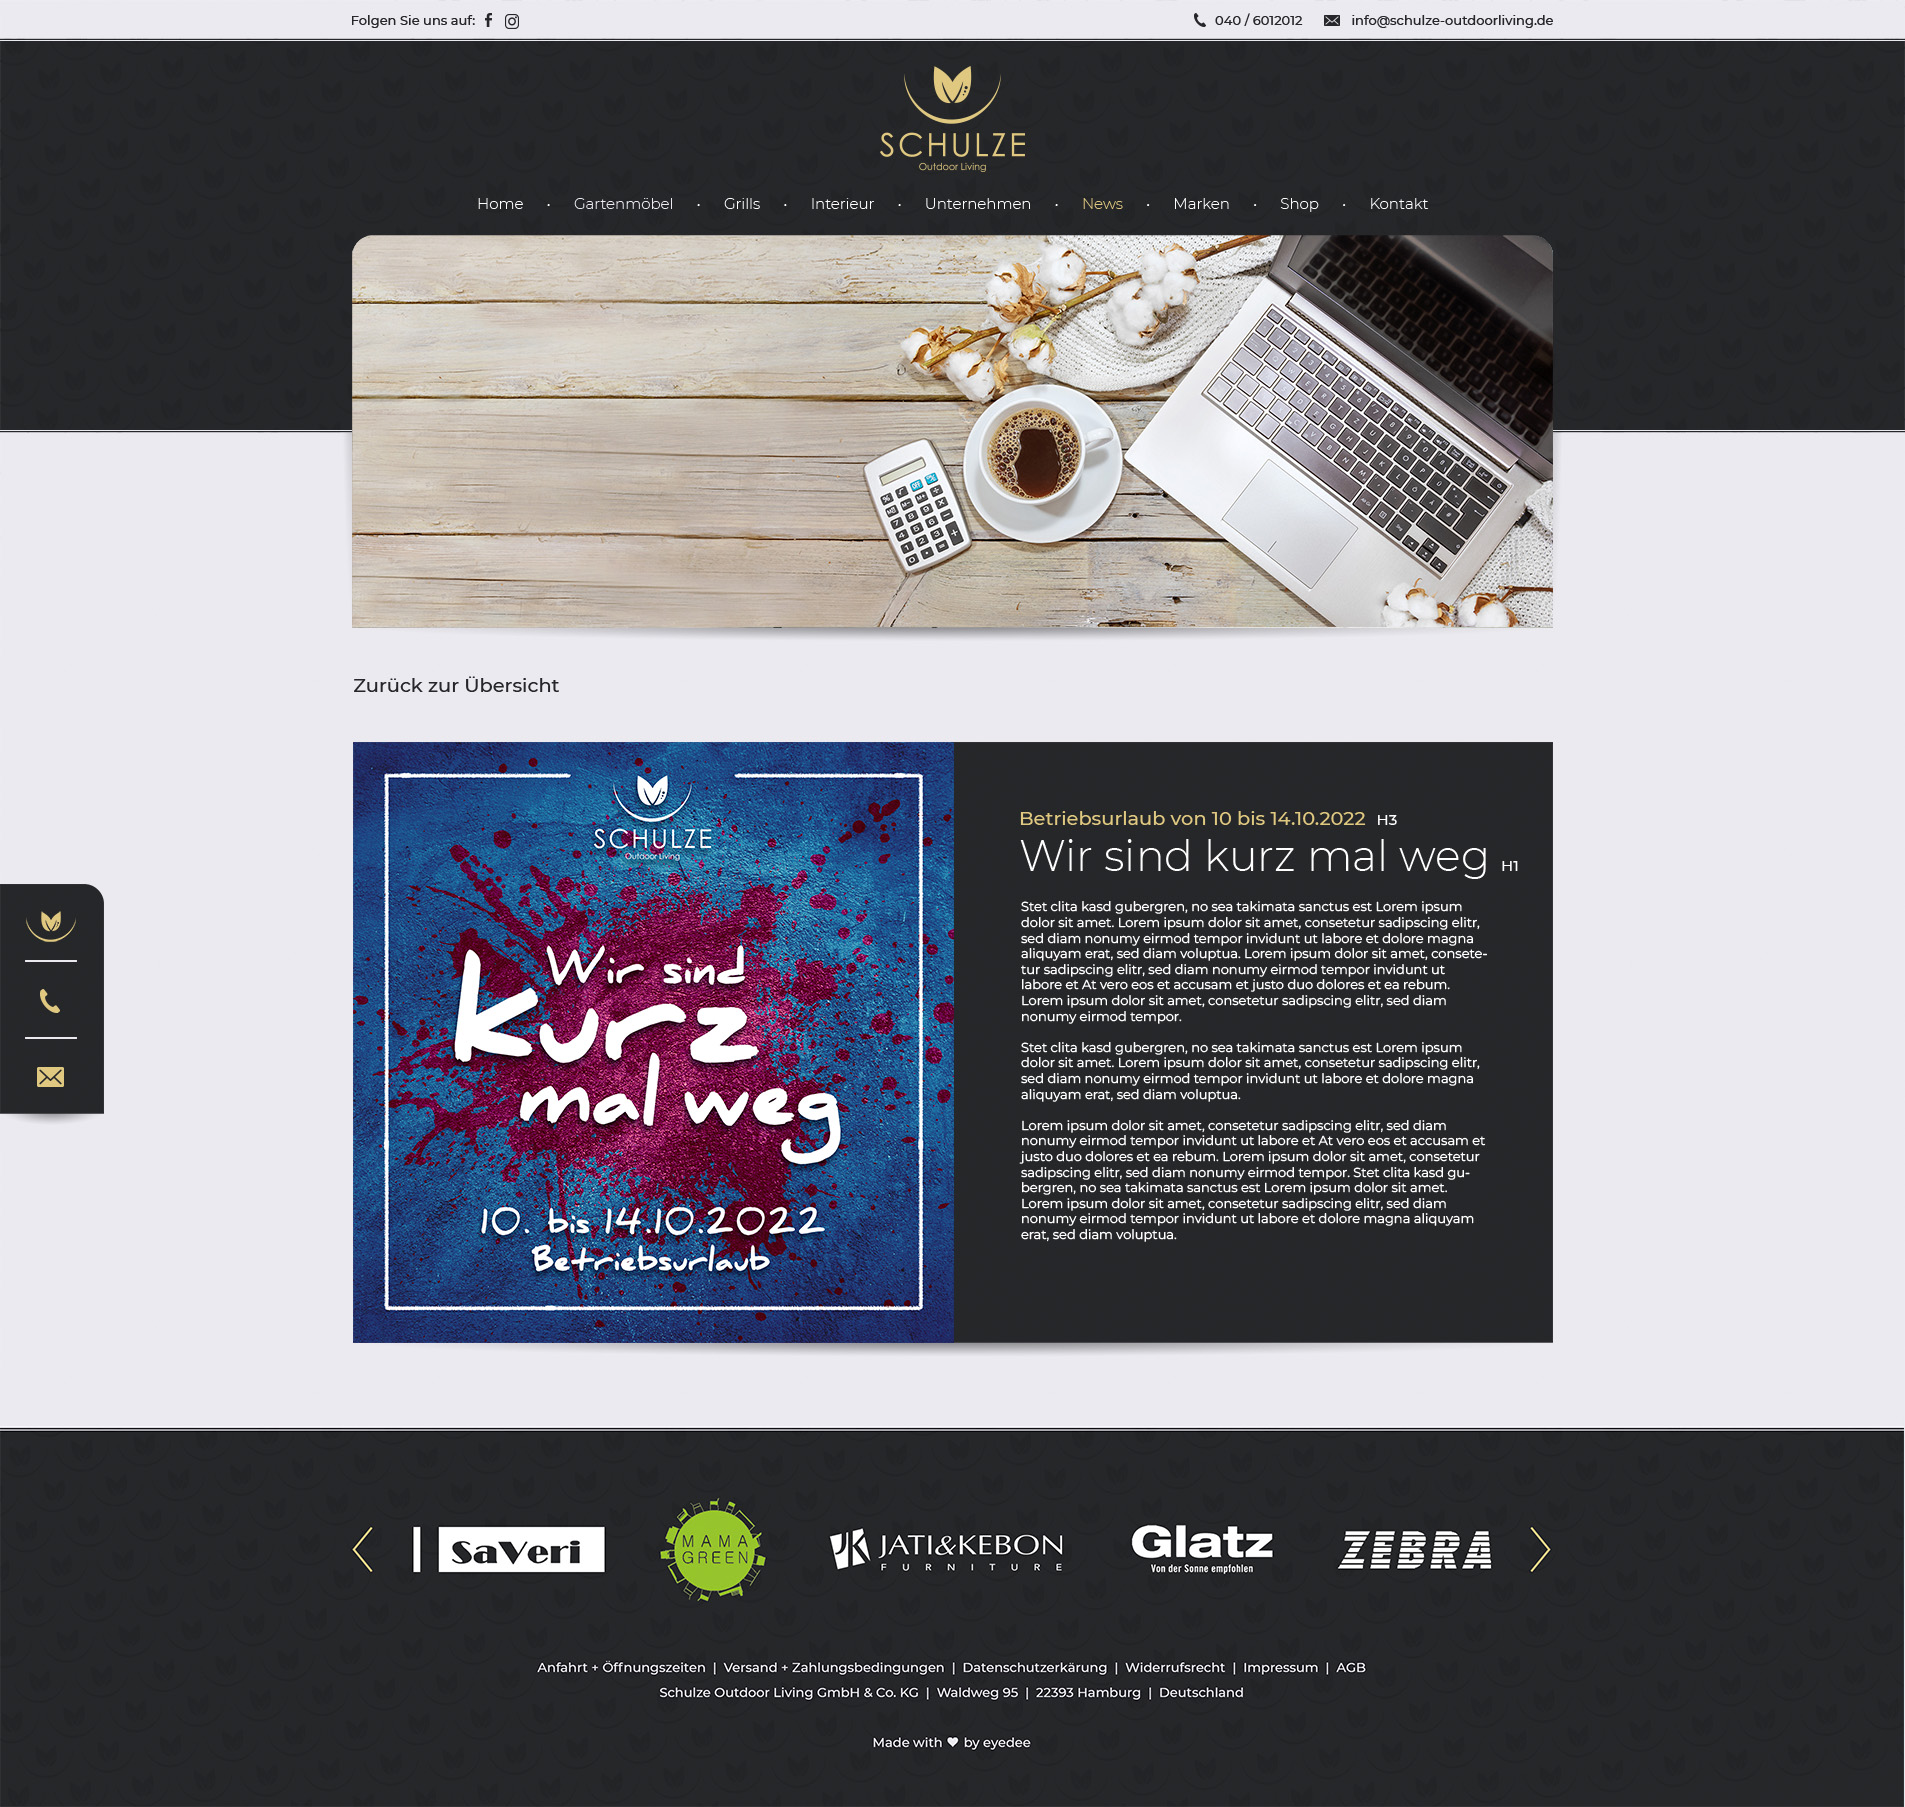 Folgen Sie uns auf:
040 / 6012012
info@schulze-outdoorliving.de
SCHULZE
Outdoor Living
Home · Gartenmöbel · Grills · Interieur · Unternehmen · News · Marken · Shop · Kontakt
Zurück zur Übersicht
SCHULZE
Outdoor Living
Wir sind
kurz
mal weg
10. bis 14.10.2022
Betriebsurlaub
Betriebsurlaub von 10 bis 14.10.2022 H3
Wir sind kurz mal weg H1
Stet clita kasd gubergren, no sea takimata sanctus est Lorem ipsum
dolor sit amet. Lorem ipsum dolor sit amet, consetetur sadipscing elitr,
sed diam nonumy eirmod tempor invidunt ut labore et dolore magna
aliquyam erat, sed diam voluptua. Lorem ipsum dolor sit amet, consete-
tur sadipscing elitr, sed diam nonumy eirmod tempor invidunt ut
labore et At vero eos et accusam et justo duo dolores et ea rebum.
Lorem ipsum dolor sit amet, consetetur sadipscing elitr, sed diam
nonumy eirmod tempor.
Stet clita kasd gubergren, no sea takimata sanctus est Lorem ipsum
dolor sit amet. Lorem ipsum dolor sit amet, consetetur sadipscing elitr,
sed diam nonumy eirmod tempor invidunt ut labore et dolore magna
aliquyam erat, sed diam voluptua.
Lorem ipsum dolor sit amet, consetetur sadipscing elitr, sed diam
nonumy eirmod tempor invidunt ut labore et At vero eos et accusam et
justo duo dolores et ea rebum. Lorem ipsum dolor sit amet, consetetur
sadipscing elitr, sed diam nonumy eirmod tempor. Stet clita kasd gu-
bergren, no sea takimata sanctus est Lorem ipsum dolor sit amet.
Lorem ipsum dolor sit amet, consetetur sadipscing elitr, sed diam
nonumy eirmod tempor invidunt ut labore et dolore magna aliquyam
erat, sed diam voluptua.
SaVeri
MAMA
GREEN
JATI&KEBON
FURNITURE
Glatz
Von der Sonne empfohlen
ZEBRA
Anfahrt + Öffnungszeiten | Versand + Zahlungsbedingungen | Datenschutzerkärung | Widerrufsrecht | Impressum | AGB
Schulze Outdoor Living GmbH & Co. KG | Waldweg 95 | 22393 Hamburg | Deutschland
Made with ♥ by eyedee